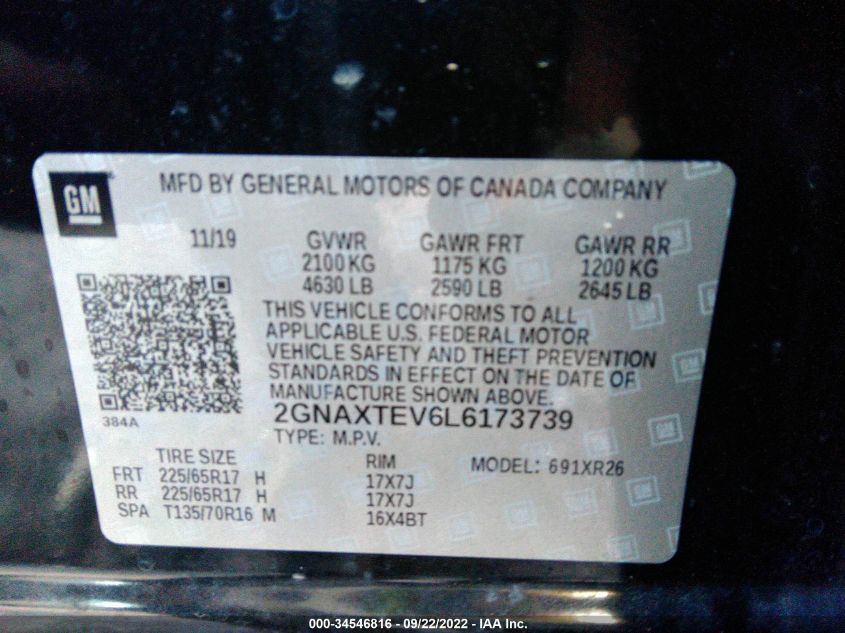 GM
MFD BY GENERAL MOTORS OF CANADA COMPANY
11/19 GVWR GAWR FRT GAWR RR
2100 KG 1175 KG 1200 KG
4630 LB 2590 LB 2645 LB
THIS VEHICLE CONFORMS TO ALL
APPLICABLE U.S. FEDERAL MOTOR
VEHICLE SAFETY AND THEFT PREVENTION
STANDARDS IN EFFECT ON THE DATE OF
MANUFACTURE SHOWN ABOVE.
384A
2GNAXTEV6L6173739
TYPE: M.P.V.
TIRE SIZE RIM MODEL: 691XR26
FRT 225/65R17 H 17X7J
RR 225/65R17 H 17X7J
SPA T135/70R16 M 16X4BT
000-34546816 - 09/22/2022 - IAA Inc.